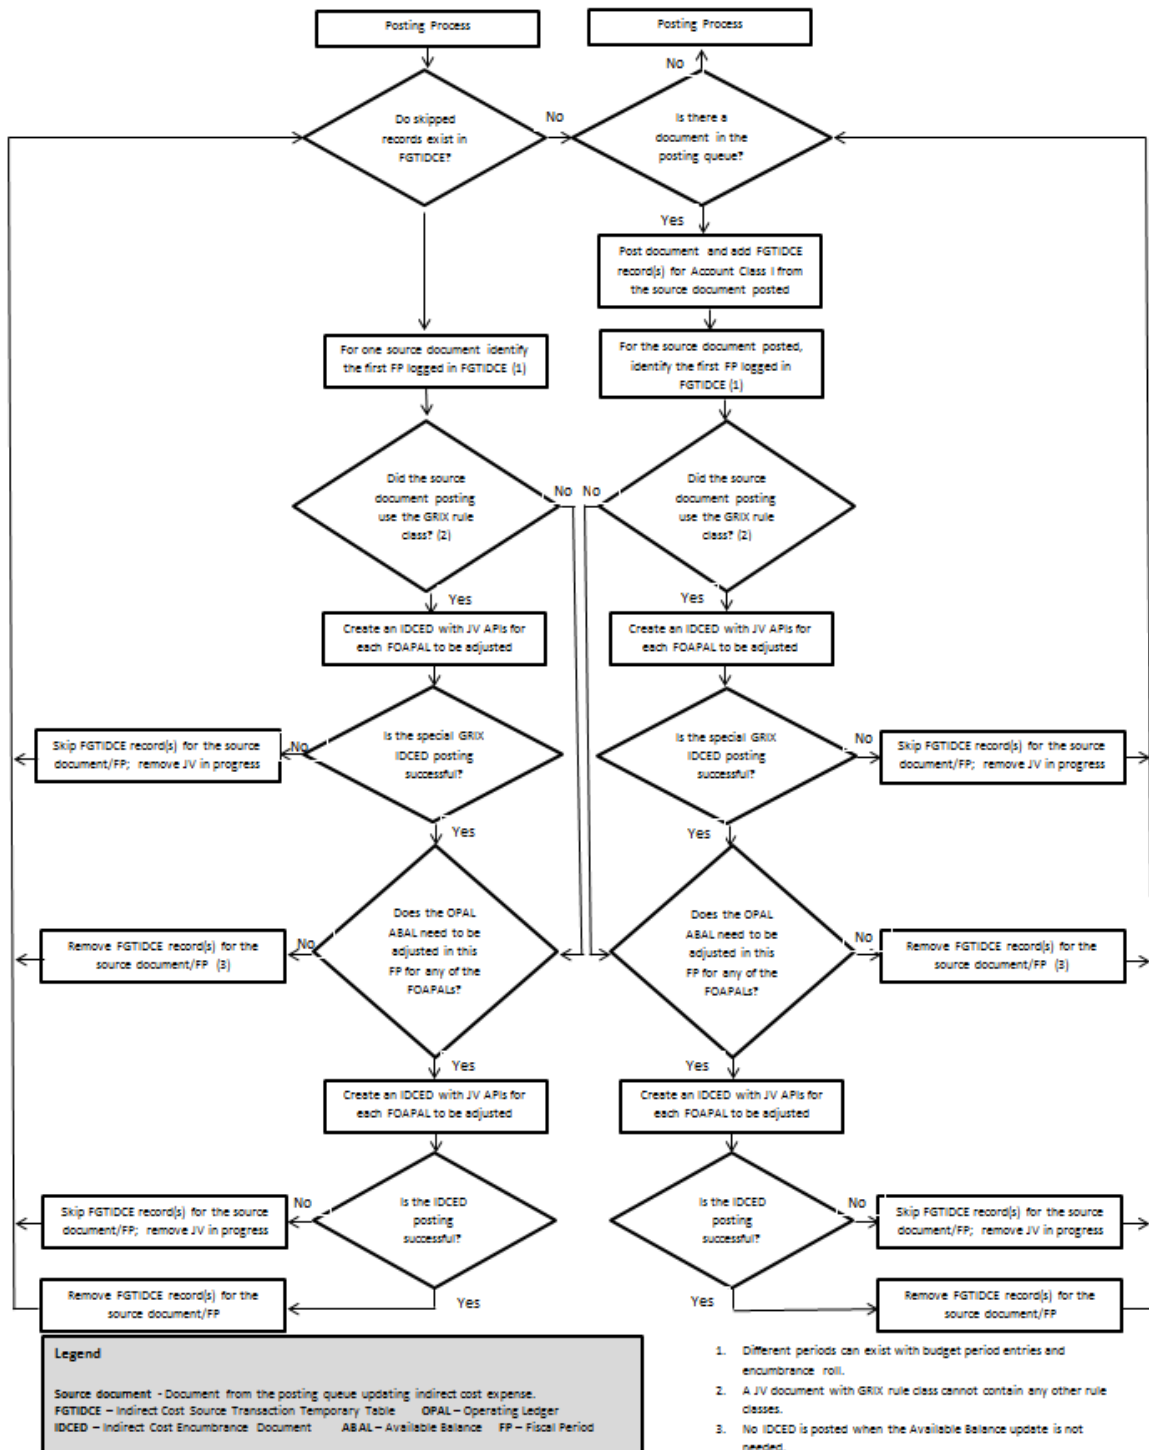 Posting Process
Posting Process
No
Do skipped
records exist in
FGTIDCE?
No
Is there a
document in the
posting queue?
Yes
Post document and add FGTIDCE
record(s) for Account Class I from
the source document posted
For one source document identify
the first FP logged in FGTIDCE (1)
For the source document posted,
identify the first FP logged in
FGTIDCE (1)
Did the source
document posting
use the GRIX rule
class? (2)
No
No
Did the source
document posting
use the GRIX rule
class? (2)
Yes
Yes
Create an IDCED with JV APIs for
each FOAPAL to be adjusted
Create an IDCED with JV APIs for
each FOAPAL to be adjusted
Skip FGTIDCE record(s) for the source
document/FP; remove JV in progress
No
Is the special GRIX
IDCED posting
successful?
Is the special GRIX
IDCED posting
successful?
No
Skip FGTIDCE record(s) for the source
document/FP; remove JV in progress
Yes
Yes
Remove FGTIDCE record(s) for the
source document/FP (3)
No
Does the OPAL
ABAL need to be
adjusted in this
FP for any of the
FOAPALs?
Does the OPAL
ABAL need to be
adjusted in this
FP for any of the
FOAPALs?
No
Remove FGTIDCE record(s) for the
source document/FP (3)
Yes
Yes
Create an IDCED with JV APIs for
each FOAPAL to be adjusted
Create an IDCED with JV APIs for
each FOAPAL to be adjusted
Skip FGTIDCE record(s) for the source
document/FP; remove JV in progress
No
Is the IDCED
posting
successful?
Is the IDCED
posting
successful?
No
Skip FGTIDCE record(s) for the source
document/FP; remove JV in progress
Remove FGTIDCE record(s) for the
source document/FP
Yes
Yes
Remove FGTIDCE record(s) for the
source document/FP
Legend
Source document - Document from the posting queue updating indirect cost expense.
FGTIDCE – Indirect Cost Source Transaction Temporary Table OPAL – Operating Ledger
IDCED – Indirect Cost Encumbrance Document ABAL – Available Balance FP – Fiscal Period
1. Different periods can exist with budget period entries and
encumbrance roll.
2. A JV document with GRIX rule class cannot contain any other rule
classes.
3. No IDCED is posted when the Available Balance update is not
needed.